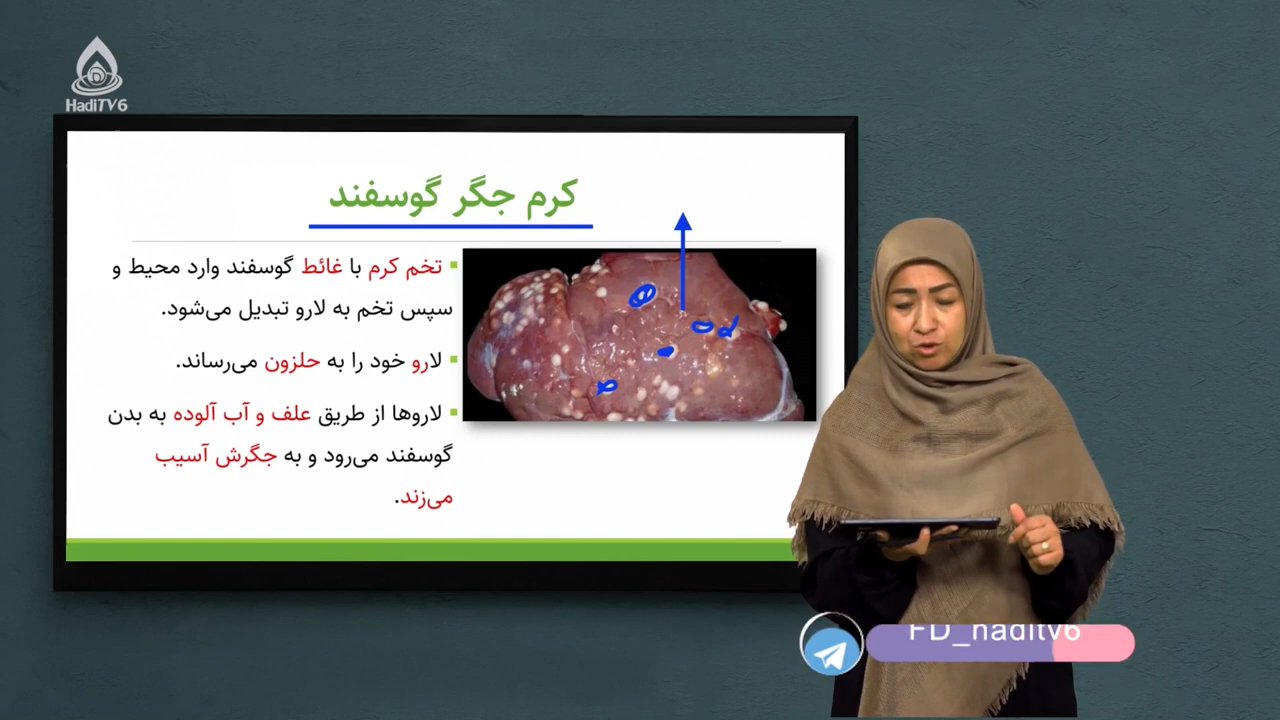 HadiTV6
کرم جگر گوسفند
تخم کرم با غائط گوسفند وارد محیط و
سپس تخم به لارو تبدیل می‌شود.
لارو خود را به حلزون می‌رساند.
لاروها از طریق علف و آب آلوده به بدن
گوسفند می‌رود و به جگرش آسیب
می‌زند.
FD_haditv6